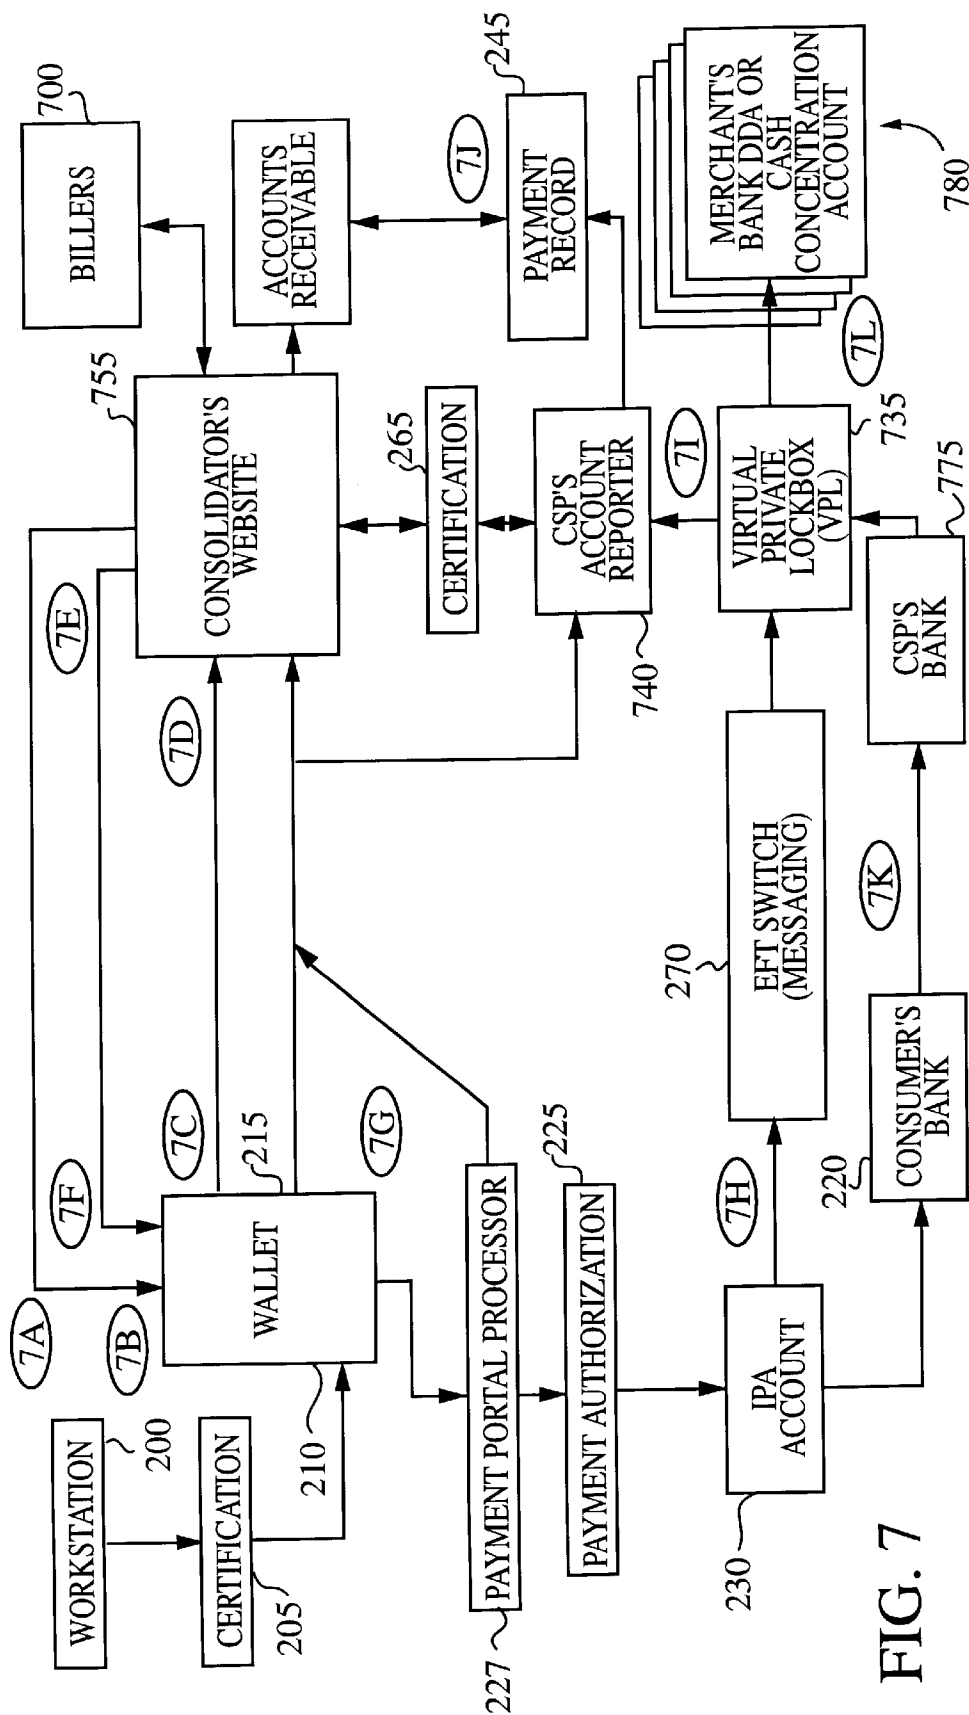 WORKSTATION
200
CERTIFICATION
205
7A
7B
WALLET
210
215
7F
7C
7E
7D
CONSOLIDATOR'S
WEBSITE
755
BILLERS
700
ACCOUNTS
RECEIVABLE
7G
PAYMENT PORTAL PROCESSOR
227
PAYMENT AUTHORIZATION
225
CERTIFICATION
265
CSP'S
ACCOUNT
REPORTER
740
7J
PAYMENT
RECORD
245
IPA
ACCOUNT
230
7H
EFT SWITCH
(MESSAGING)
270
7I
VIRTUAL
PRIVATE
LOCKBOX
(VPL)
735
7L
MERCHANT'S
BANK DDA OR
CASH
CONCENTRATION
ACCOUNT
780
CONSUMER'S
BANK
220
7K
CSP'S
BANK
775
FIG. 7